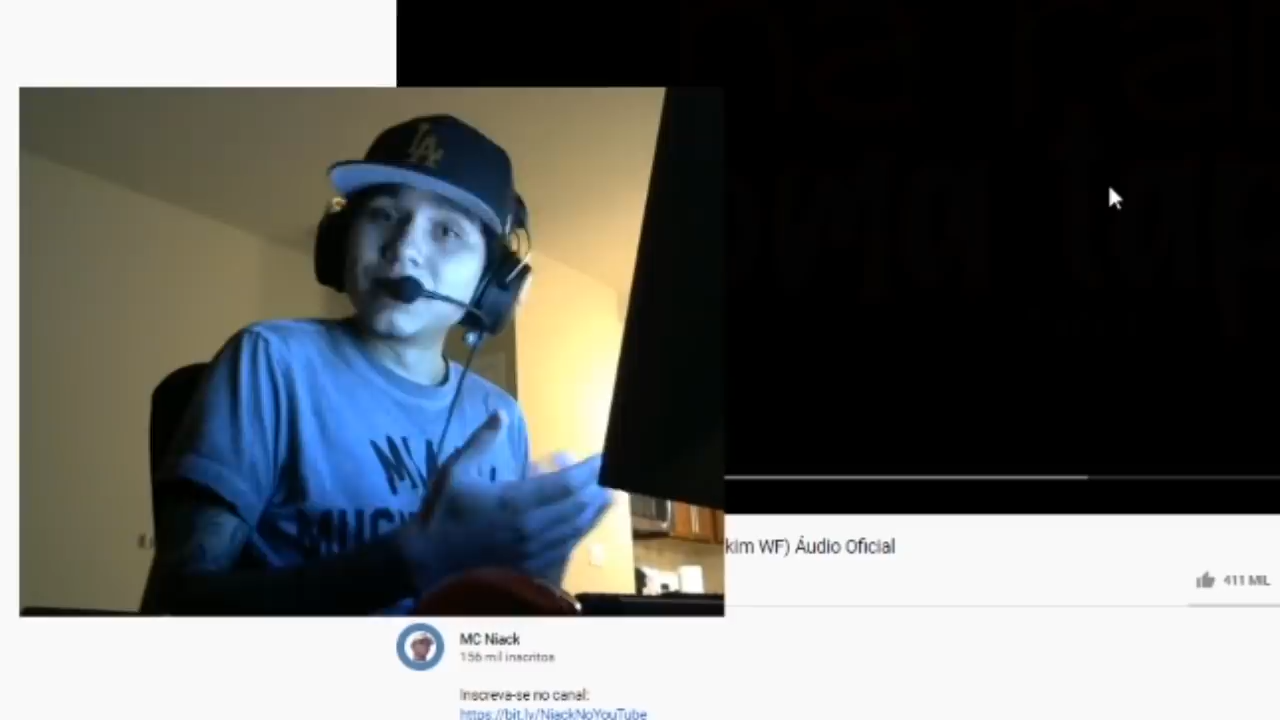 LA
kim WF) Áudio Oficial
411 MIL
MC Niack
156 mil inscritos
Inscreva-se no canal:
https://bit.ly/NiackNoYouTube